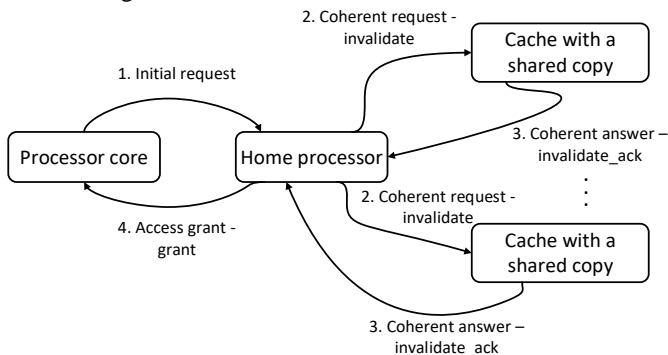 2. Coherent request -
invalidate
Cache with a
shared copy
1. Initial request
3. Coherent answer –
invalidate_ack
Processor core
Home processor
.
.
.
2. Coherent request -
invalidate
4. Access grant -
grant
Cache with a
shared copy
3. Coherent answer –
invalidate_ack